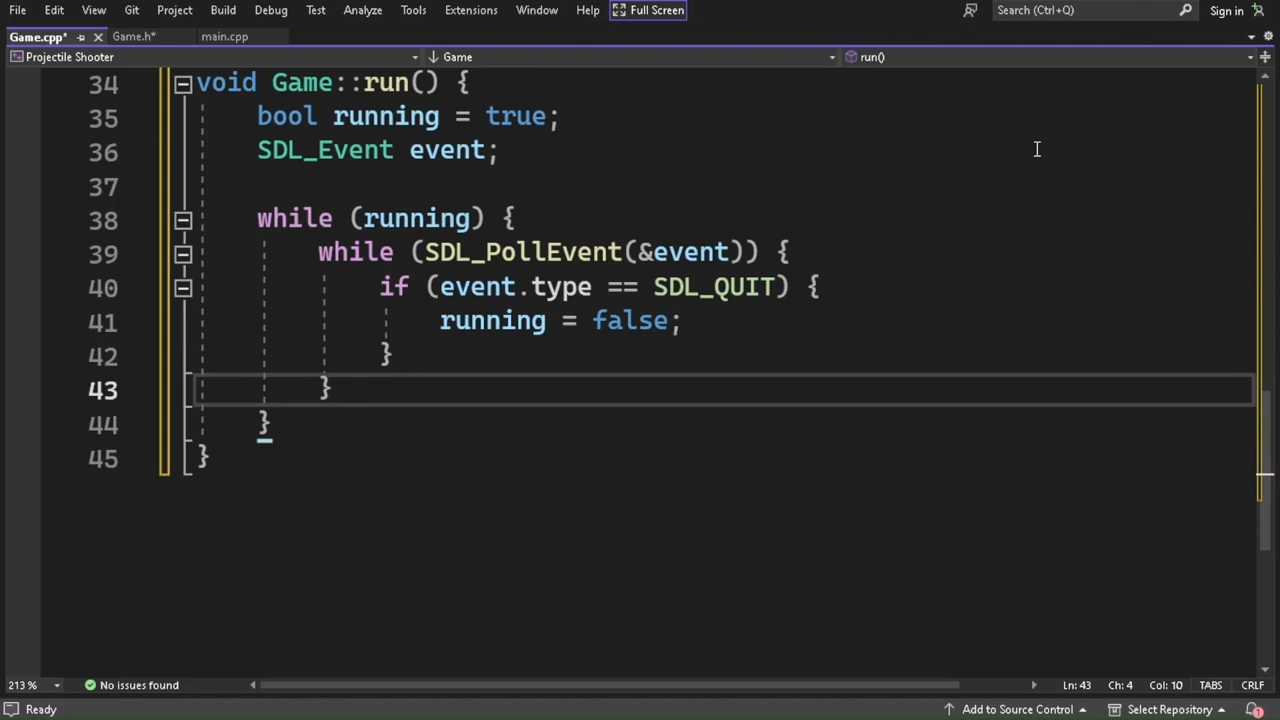 File Edit View Git Project Build Debug Test Analyze Tools Extensions Window Help Full Screen Search (Ctrl+Q) Sign in
Game.cpp* Game.h* main.cpp
Projectile Shooter Game run()
34 void Game::run() {
35 bool running = true;
36 SDL_Event event;
37
38 while (running) {
39 while (SDL_PollEvent(&event)) {
40 if (event.type == SDL_QUIT) {
41 running = false;
42 }
43 }
44 }
45 }
213 % No issues found Ln: 43 Ch: 4 Col: 10 TABS CRLF
Ready Add to Source Control Select Repository 1